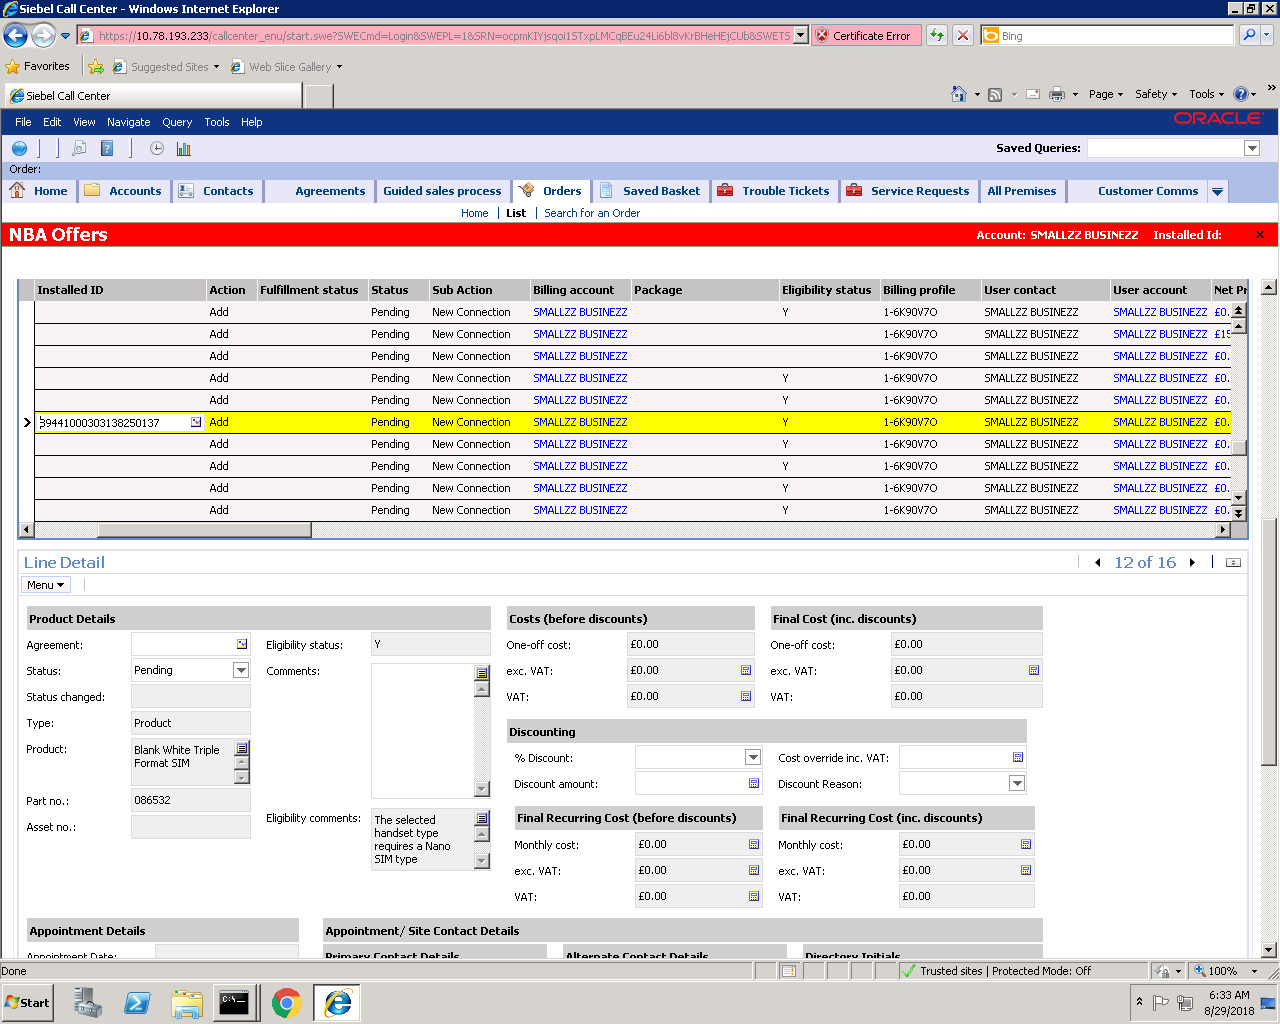 Siebel Call Center - Windows Internet Explorer
https://10.78.193.233/callcenter_enu/start.swe?SWECmd=Login&SWEPL=1&SRN=ocpmKIYjsqoi1STxpLMCqBEu24Li6bl8vKrBHeHEjCUb&SWETS
Certificate Error
Bing
Favorites
Suggested Sites
Web Slice Gallery
Siebel Call Center
Page
Safety
Tools
»
File Edit View Navigate Query Tools Help
ORACLE
Saved Queries:
Order:
Home Accounts Contacts Agreements Guided sales process Orders Saved Basket Trouble Tickets Service Requests All Premises Customer Comms
Home | List | Search for an Order
NBA Offers
Account: SMALLZZ BUSINEZZ Installed Id:
Installed ID Action Fulfillment status Status Sub Action Billing account Package Eligibility status Billing profile User contact User account Net Pr
Add Pending New Connection SMALLZZ BUSINEZZ Y 1-6K90V7O SMALLZZ BUSINEZZ SMALLZZ BUSINEZZ £0.
Add Pending New Connection SMALLZZ BUSINEZZ 1-6K90V7O SMALLZZ BUSINEZZ SMALLZZ BUSINEZZ £15
Add Pending New Connection SMALLZZ BUSINEZZ 1-6K90V7O SMALLZZ BUSINEZZ SMALLZZ BUSINEZZ £0.
Add Pending New Connection SMALLZZ BUSINEZZ Y 1-6K90V7O SMALLZZ BUSINEZZ SMALLZZ BUSINEZZ £0.
Add Pending New Connection SMALLZZ BUSINEZZ Y 1-6K90V7O SMALLZZ BUSINEZZ SMALLZZ BUSINEZZ £0.
89441000303138250137 Add Pending New Connection SMALLZZ BUSINEZZ Y 1-6K90V7O SMALLZZ BUSINEZZ SMALLZZ BUSINEZZ £0.
Add Pending New Connection SMALLZZ BUSINEZZ Y 1-6K90V7O SMALLZZ BUSINEZZ SMALLZZ BUSINEZZ £0.
Add Pending New Connection SMALLZZ BUSINEZZ Y 1-6K90V7O SMALLZZ BUSINEZZ SMALLZZ BUSINEZZ £0.
Add Pending New Connection SMALLZZ BUSINEZZ Y 1-6K90V7O SMALLZZ BUSINEZZ SMALLZZ BUSINEZZ £0.
Add Pending New Connection SMALLZZ BUSINEZZ Y 1-6K90V7O SMALLZZ BUSINEZZ SMALLZZ BUSINEZZ £0.
Line Detail
12 of 16
Menu
Product Details
Agreement:
Status: Pending
Status changed:
Type: Product
Product: Blank White Triple
Format SIM
Part no.: 086532
Asset no.:
Eligibility status: Y
Comments:
Eligibility comments: The selected
handset type
requires a Nano
SIM type
Costs (before discounts)
One-off cost: £0.00
exc. VAT: £0.00
VAT: £0.00
Final Cost (inc. discounts)
One-off cost: £0.00
exc. VAT: £0.00
VAT: £0.00
Discounting
% Discount:
Cost override inc. VAT:
Discount amount:
Discount Reason:
Final Recurring Cost (before discounts)
Monthly cost: £0.00
exc. VAT: £0.00
VAT: £0.00
Final Recurring Cost (inc. discounts)
Monthly cost: £0.00
exc. VAT: £0.00
VAT: £0.00
Appointment Details
Appointment Date:
Appointment/ Site Contact Details
Primary Contact Details
Alternate Contact Details
Directory Initials
Done
Trusted sites | Protected Mode: Off
100%
Start
6:33 AM
8/29/2018